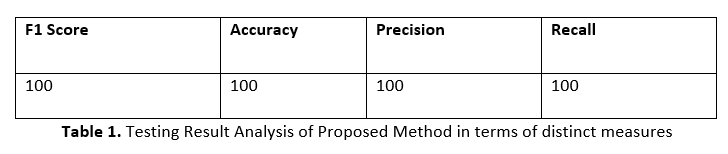 F1 Score Accuracy Precision Recall
100 100 100 100
Table 1. Testing Result Analysis of Proposed Method in terms of distinct measures